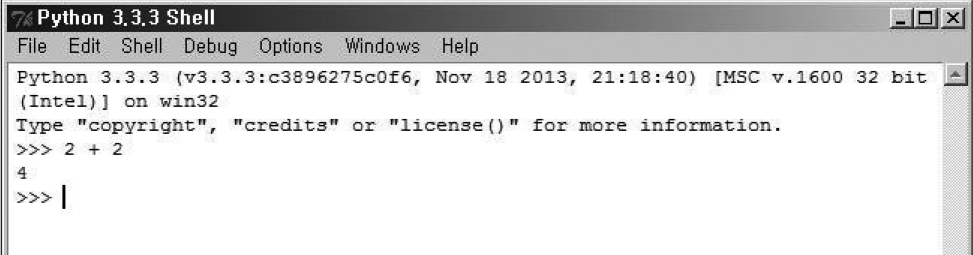 Python 3.3.3 Shell
File Edit Shell Debug Options Windows Help
Python 3.3.3 (v3.3.3:c3896275c0f6, Nov 18 2013, 21:18:40) [MSC v.1600 32 bit
(Intel)] on win32
Type "copyright", "credits" or "license()" for more information.
>>> 2 + 2
4
>>>